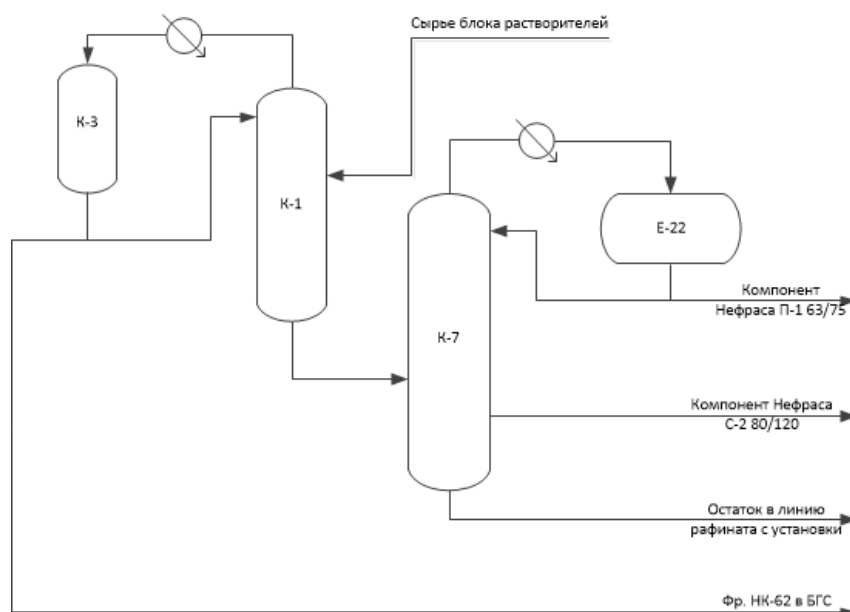 Сырье блока растворителей
К-3
К-1
Е-22
К-7
Компонент
Нефраса П-1 63/75
Компонент Нефраса
С-2 80/120
Остаток в линию
рафината с установки
Фр. НК-62 в БГС